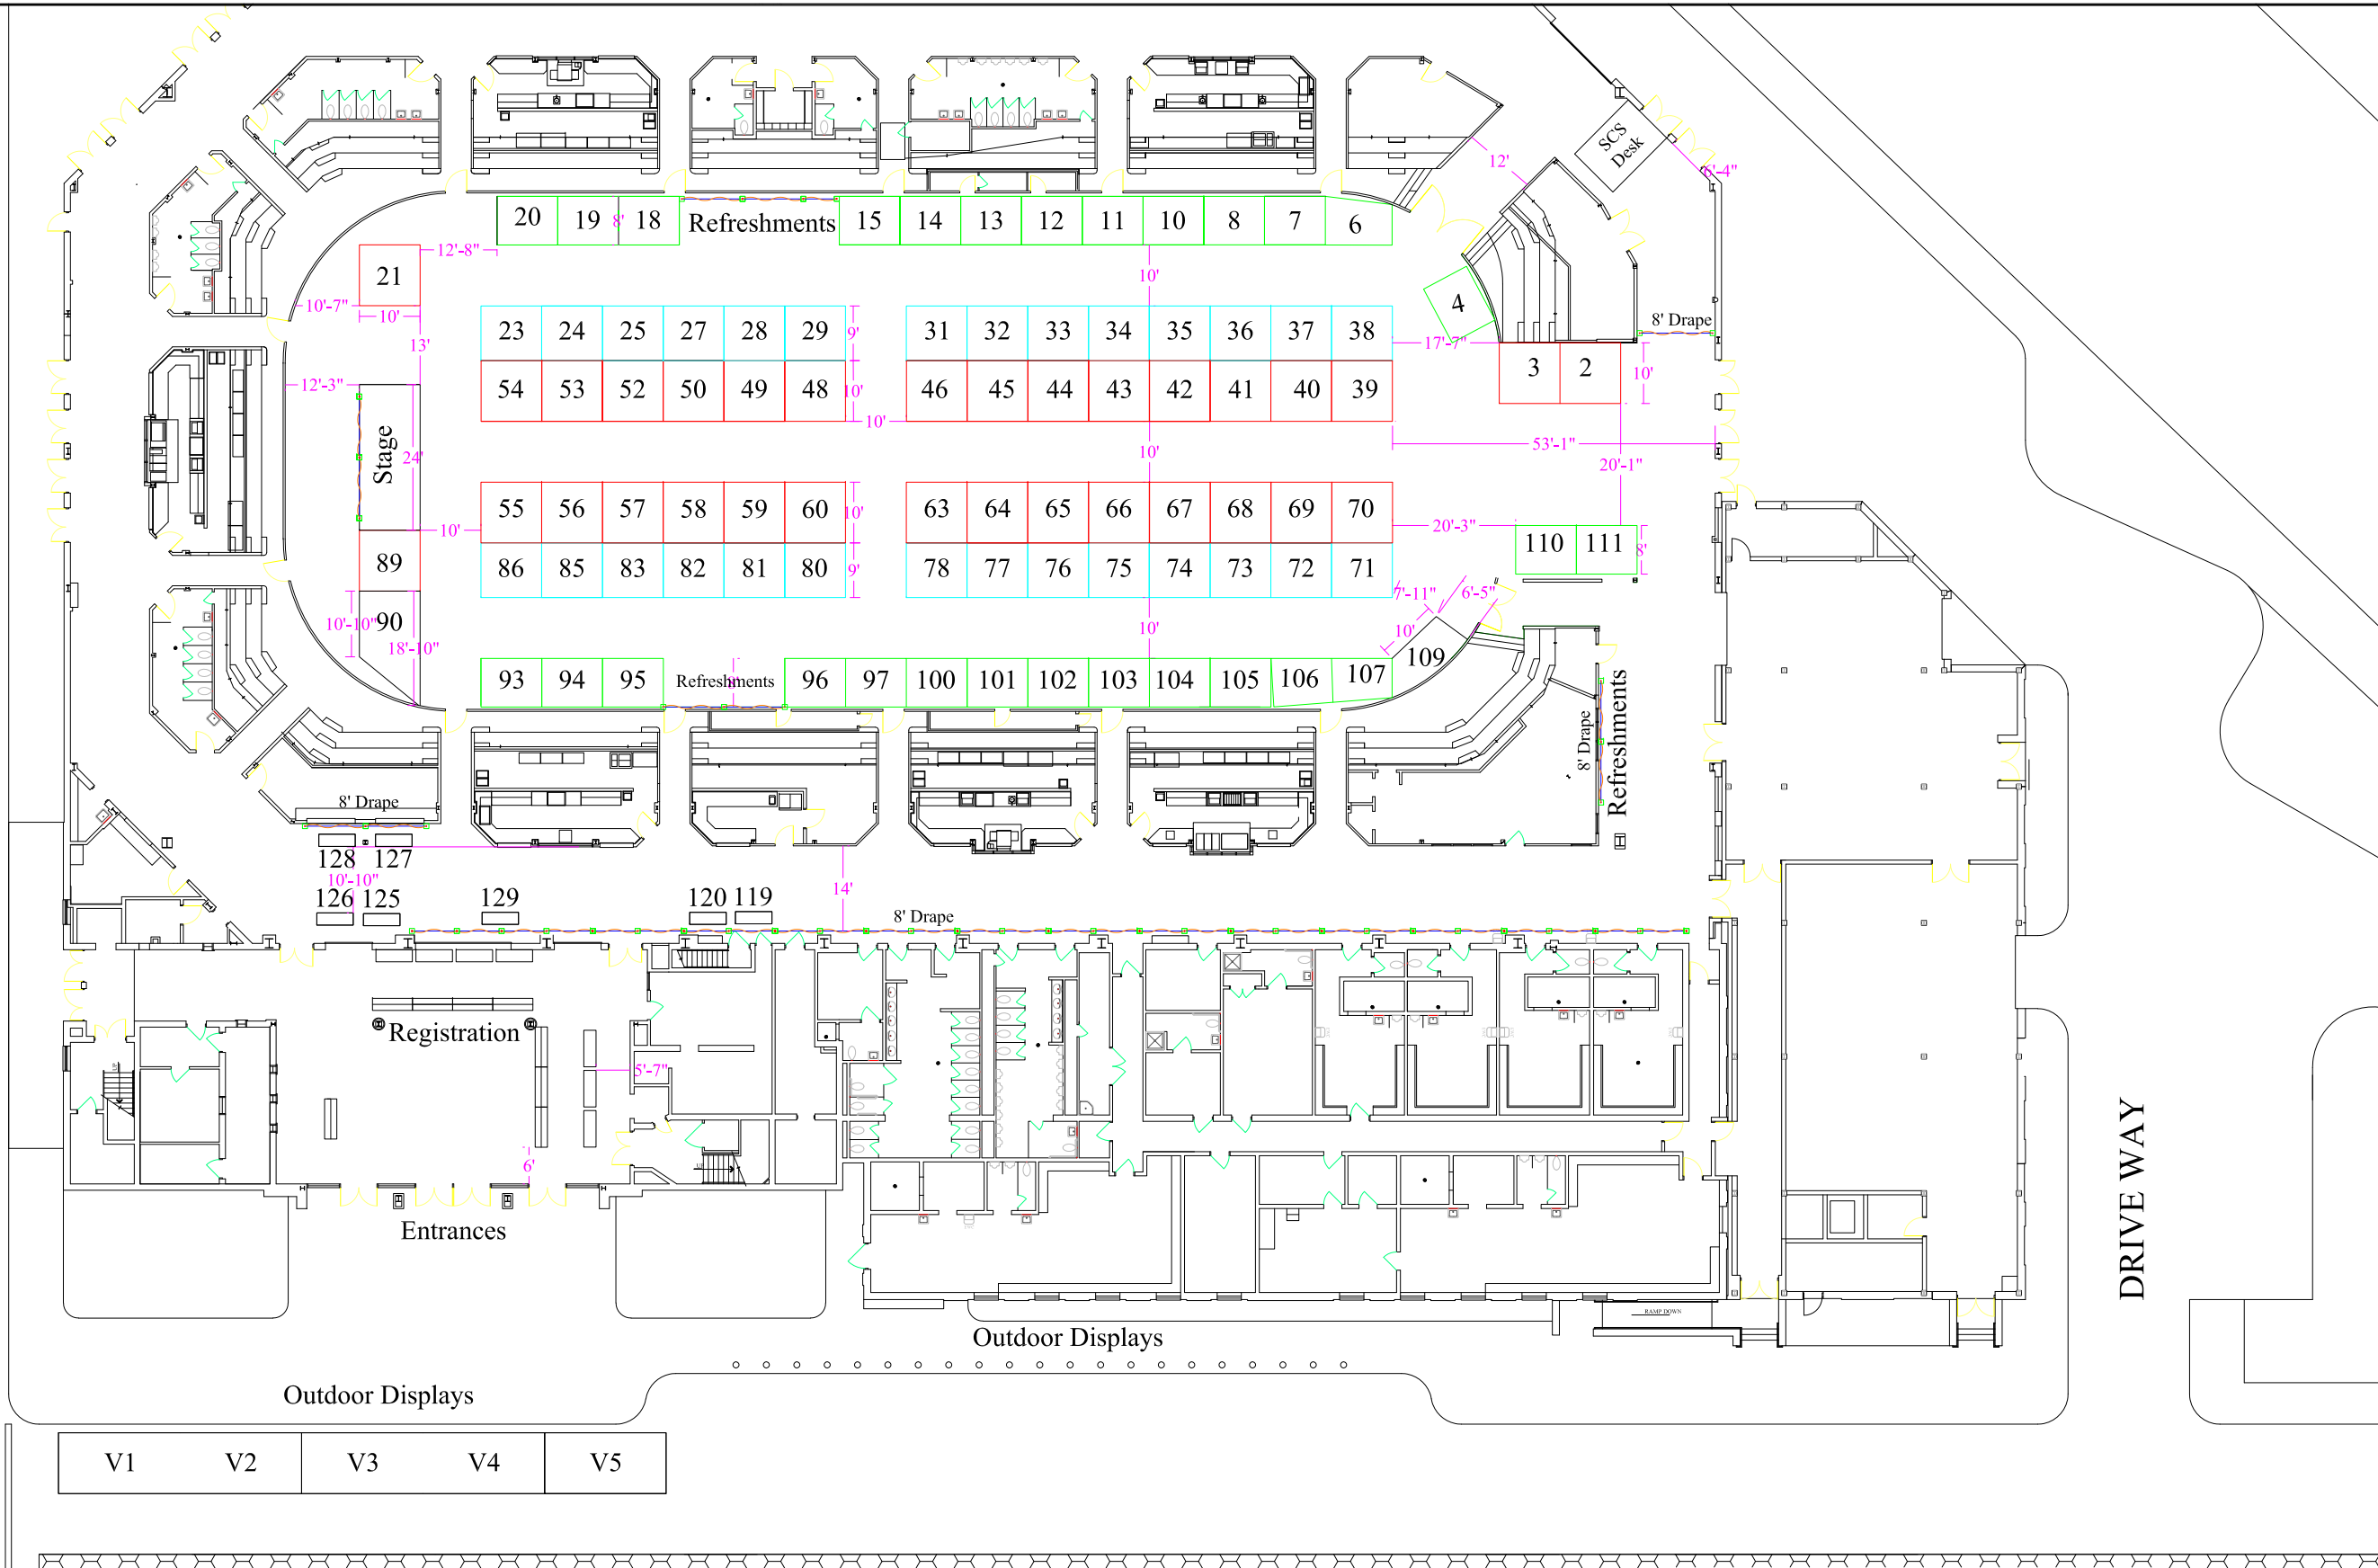 SCS
Desk
12'
6'-4"
20 19 8' 18 Refreshments 15 14 13 12 11 10 8 7 6
12'-8"
21
10'
4
10'-7"
10'
23 24 25 27 28 29 9' 31 32 33 34 35 36 37 38
8' Drape
13'
17'-7"
12'-3"
54 53 52 50 49 48 10' 46 45 44 43 42 41 40 39
3 2 10'
10'
Stage
24'
10'
53'-1"
20'-1"
55 56 57 58 59 60 10' 63 64 65 66 67 68 69 70
10'
20'-3"
110 111 8'
89
86 85 83 82 81 80 9' 78 77 76 75 74 73 72 71
7'-11" 6'-5"
10'-10" 90
18'-10"
10'
10'
109
93 94 95 Refreshments 8' 96 97 100 101 102 103 104 105 106 107
8' Drape
Refreshments
8' Drape
128 127
10'-10"
126 125 129 120 119
14'
8' Drape
Registration
5'-7"
UP
UP
6'
Entrances
DRIVE WAY
RAMP DOWN
Outdoor Displays
Outdoor Displays
V1 V2 V3 V4 V5